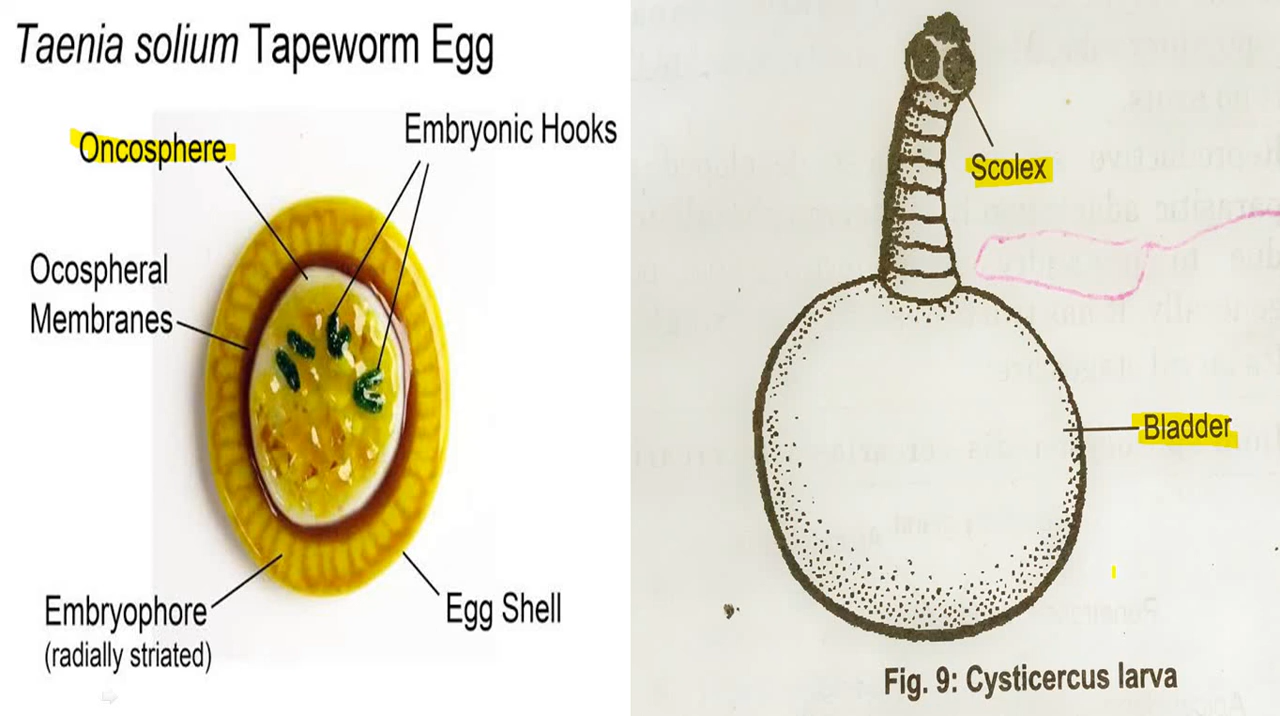 Taenia solium Tapeworm Egg
Oncosphere
Embryonic Hooks
Ocospheral
Membranes
Embryophore
(radially striated)
Egg Shell
Scolex
Bladder
Fig. 9: Cysticercus larva